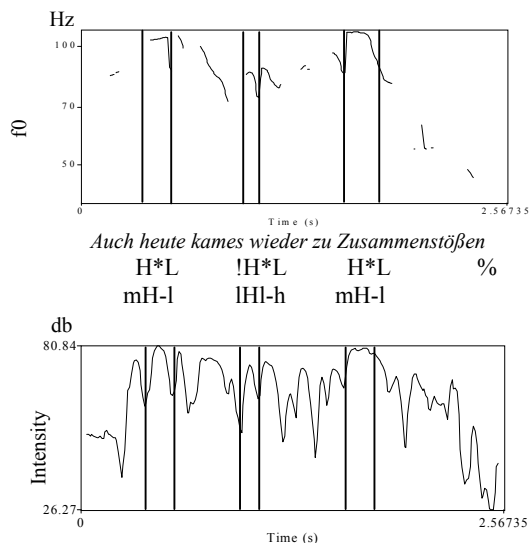 Hz
100
70
50
f0
0 2.56735
Time (s)
Auch heute kames wieder zu Zusammenstößen
H*L !H*L H*L %
mH-l lHl-h mH-l
db
80.84
Intensity
26.27
0 2.56735
Time (s)